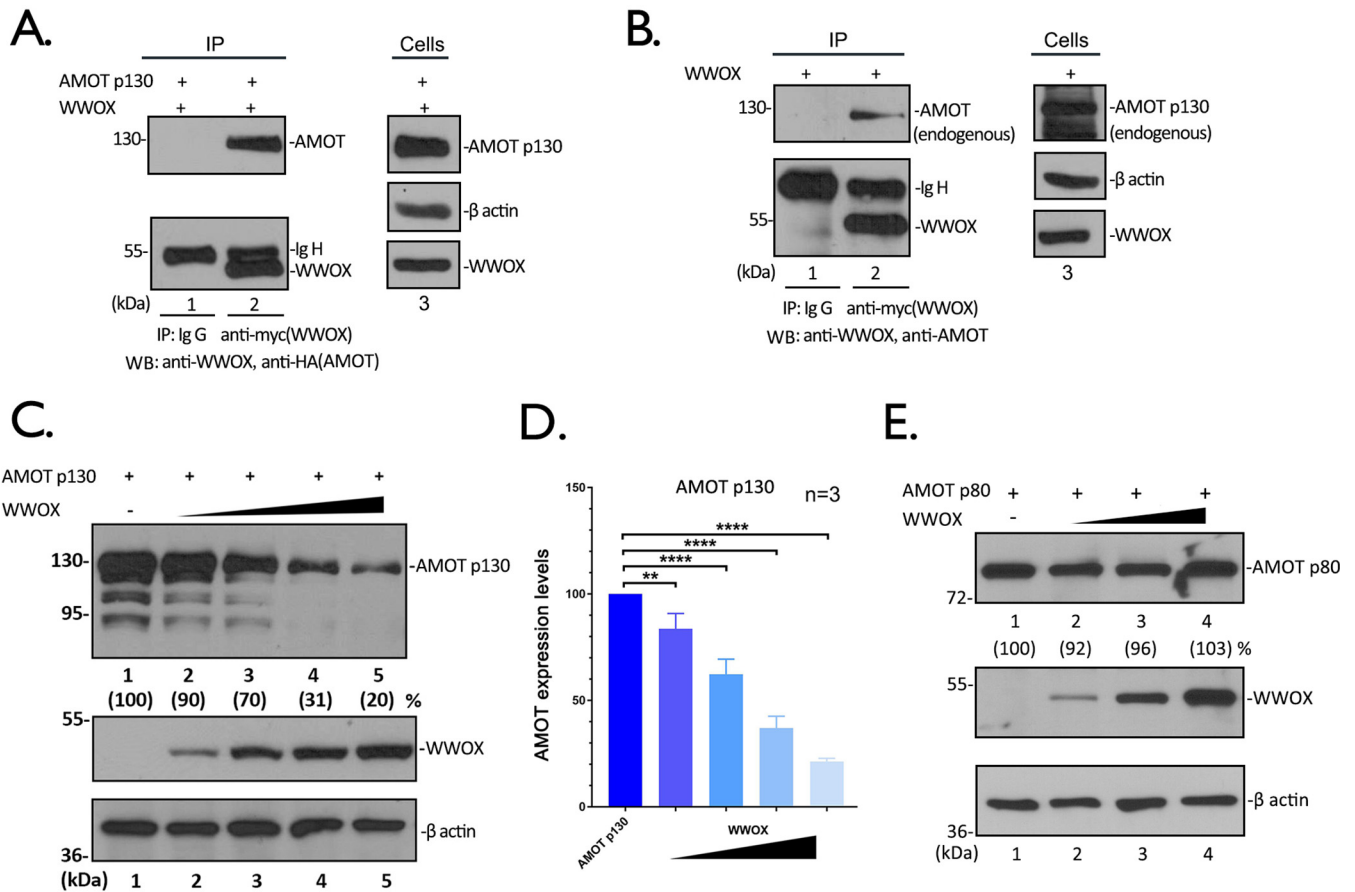 A.
IP
Cells
AMOT p130 + + +
WWOX + + +
130- -AMOT -AMOT p130
-β actin
55- -Ig H
-WWOX -WWOX
(kDa) 1 2 3
IP: Ig G anti-myc(WWOX)
WB: anti-WWOX, anti-HA(AMOT)
B.
IP
Cells
WWOX + + +
130- -AMOT (endogenous) -AMOT p130 (endogenous)
-Ig H -β actin
55- -WWOX -WWOX
(kDa) 1 2 3
IP: Ig G anti-myc(WWOX)
WB: anti-WWOX, anti-AMOT
C.
AMOT p130 + + + + +
WWOX -
130- -AMOT p130
95-
1 2 3 4 5
(100) (90) (70) (31) (20) %
55-
-WWOX
-β actin
36-
(kDa) 1 2 3 4 5
D.
AMOT p130
n=3
AMOT expression levels
150
100
50
0
****
****
****
**
AMOT p130
WWOX
E.
AMOT p80 + + + +
WWOX -
-AMOT p80
72-
1 2 3 4
(100) (92) (96) (103) %
55-
-WWOX
-β actin
36-
(kDa) 1 2 3 4